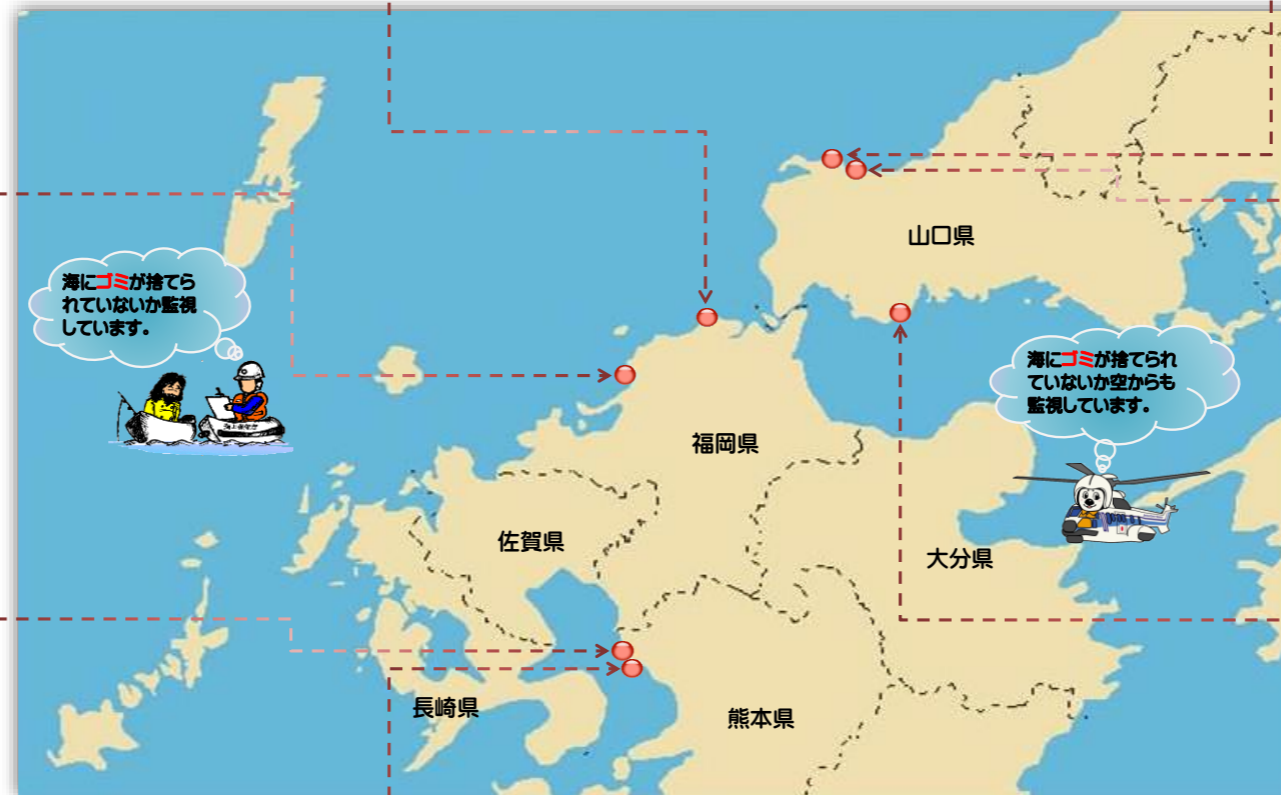 山口県
海にゴミが捨てら
れていないか監視
しています。
海にゴミが捨てられ
ていないか空からも
監視しています。
福岡県
佐賀県
大分県
長崎県
熊本県